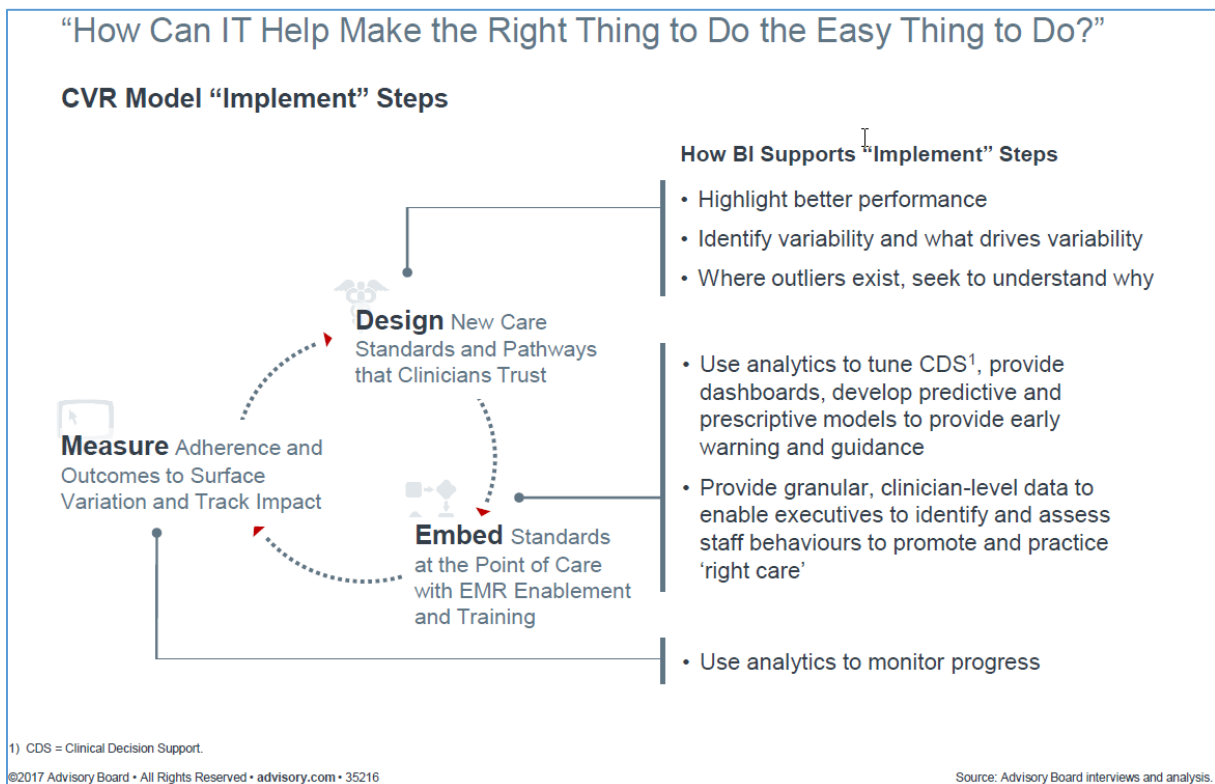 “How Can IT Help Make the Right Thing to Do the Easy Thing to Do?”
CVR Model “Implement” Steps
How BI Supports “Implement” Steps
• Highlight better performance
• Identify variability and what drives variability
• Where outliers exist, seek to understand why
Design New Care
Standards and Pathways
that Clinicians Trust
• Use analytics to tune CDS¹, provide
dashboards, develop predictive and
prescriptive models to provide early
warning and guidance
• Provide granular, clinician-level data to
enable executives to identify and assess
staff behaviours to promote and practice
‘right care’
Measure Adherence and
Outcomes to Surface
Variation and Track Impact
Embed Standards
at the Point of Care
with EMR Enablement
and Training
• Use analytics to monitor progress
1) CDS = Clinical Decision Support.
©2017 Advisory Board • All Rights Reserved • advisory.com • 35216
Source: Advisory Board interviews and analysis.